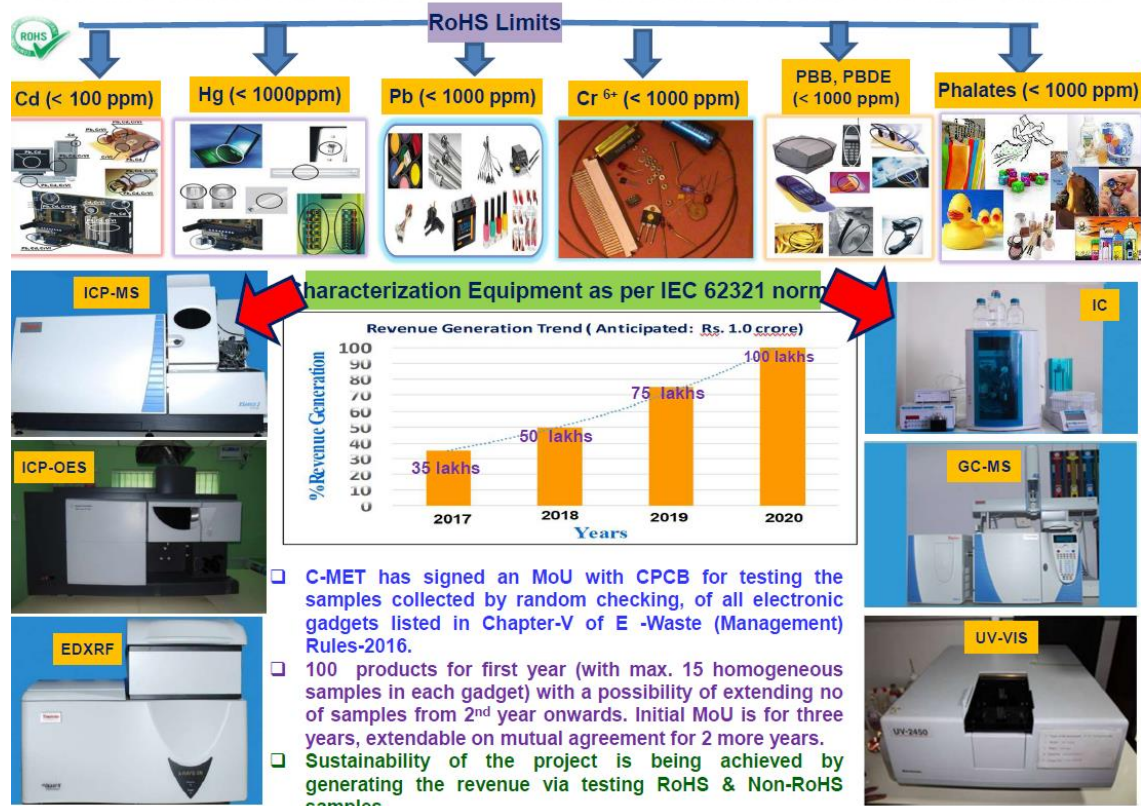 RoHS Limits
ROHS
Cd (< 100 ppm)
Hg (< 1000ppm)
Pb (< 1000 ppm)
Cr 6+ (< 1000 ppm)
PBB, PBDE
(< 1000 ppm)
Phalates (< 1000 ppm)
Characterization Equipment as per IEC 62321 norm
ICP-MS
ICP-OES
EDXRF
Revenue Generation Trend ( Anticipated: Rs. 1.0 crore)
%Revenue Generation
100
90
80
70
60
50
40
30
20
10
0
35 lakhs
50 lakhs
75 lakhs
100 lakhs
2017
2018
2019
2020
Years
IC
GC-MS
UV-VIS
UV-2450
❑ C-MET has signed an MoU with CPCB for testing the
samples collected by random checking, of all electronic
gadgets listed in Chapter-V of E -Waste (Management)
Rules-2016.
❑ 100 products for first year (with max. 15 homogeneous
samples in each gadget) with a possibility of extending no
of samples from 2nd year onwards. Initial MoU is for three
years, extendable on mutual agreement for 2 more years.
❑ Sustainability of the project is being achieved by
generating the revenue via testing RoHS & Non-RoHS
samples